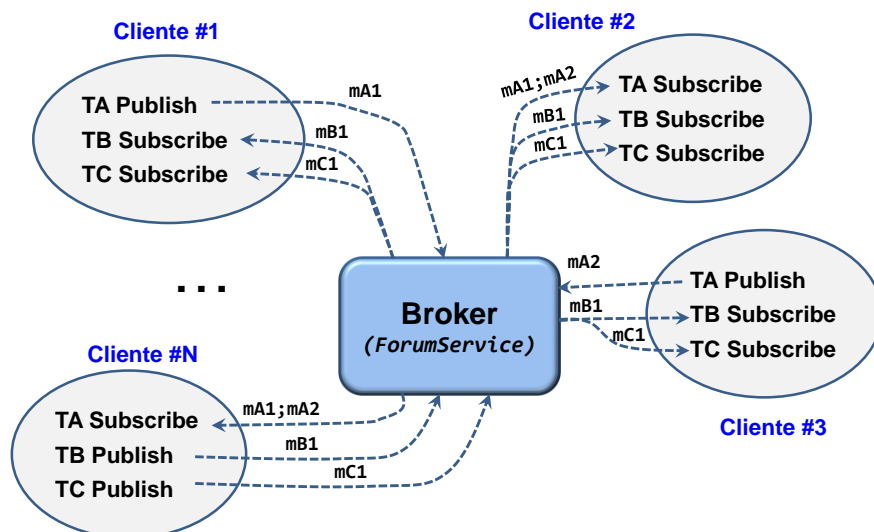 Cliente #1
TA Publish
TB Subscribe
TC Subscribe
mA1
mB1
mC1
Cliente #2
mA1;mA2
mB1
mC1
TA Subscribe
TB Subscribe
TC Subscribe
...
Broker
(ForumService)
mA2
mB1
mC1
TA Publish
TB Subscribe
TC Subscribe
Cliente #3
Cliente #N
TA Subscribe
TB Publish
TC Publish
mA1;mA2
mB1
mC1